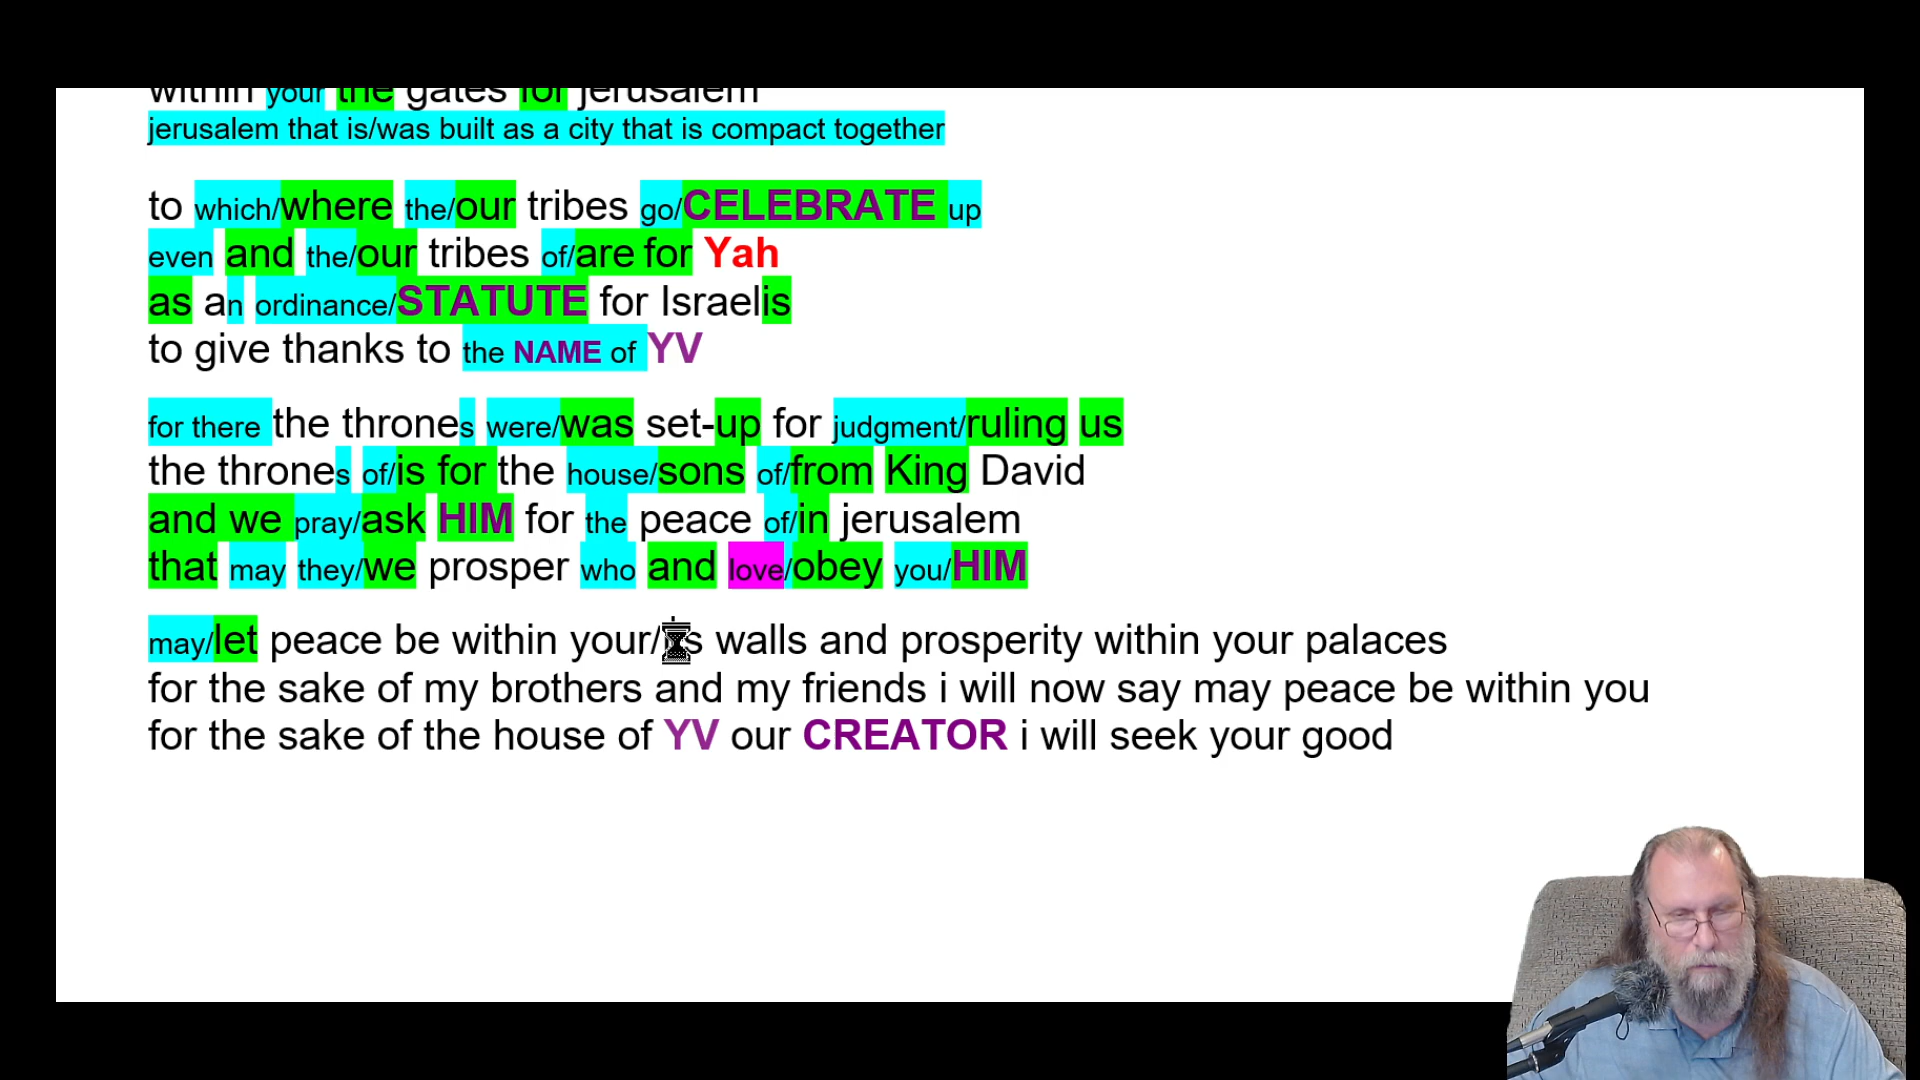 within your the gates for jerusalem
jerusalem that is/was built as a city that is compact together
to which/where the/our tribes go/CELEBRATE up
even and the/our tribes of/are for Yah
as an ordinance/STATUTE for Israelis
to give thanks to the NAME of YV
for there the thrones were/was set-up for judgment/ruling us
the thrones of/is for the house/sons of/from King David
and we pray/ask HIM for the peace of/in jerusalem
that may they/we prosper who and love/obey you/HIM
may/let peace be within your/ walls and prosperity within your palaces
for the sake of my brothers and my friends i will now say may peace be within you
for the sake of the house of YV our CREATOR i will seek your good